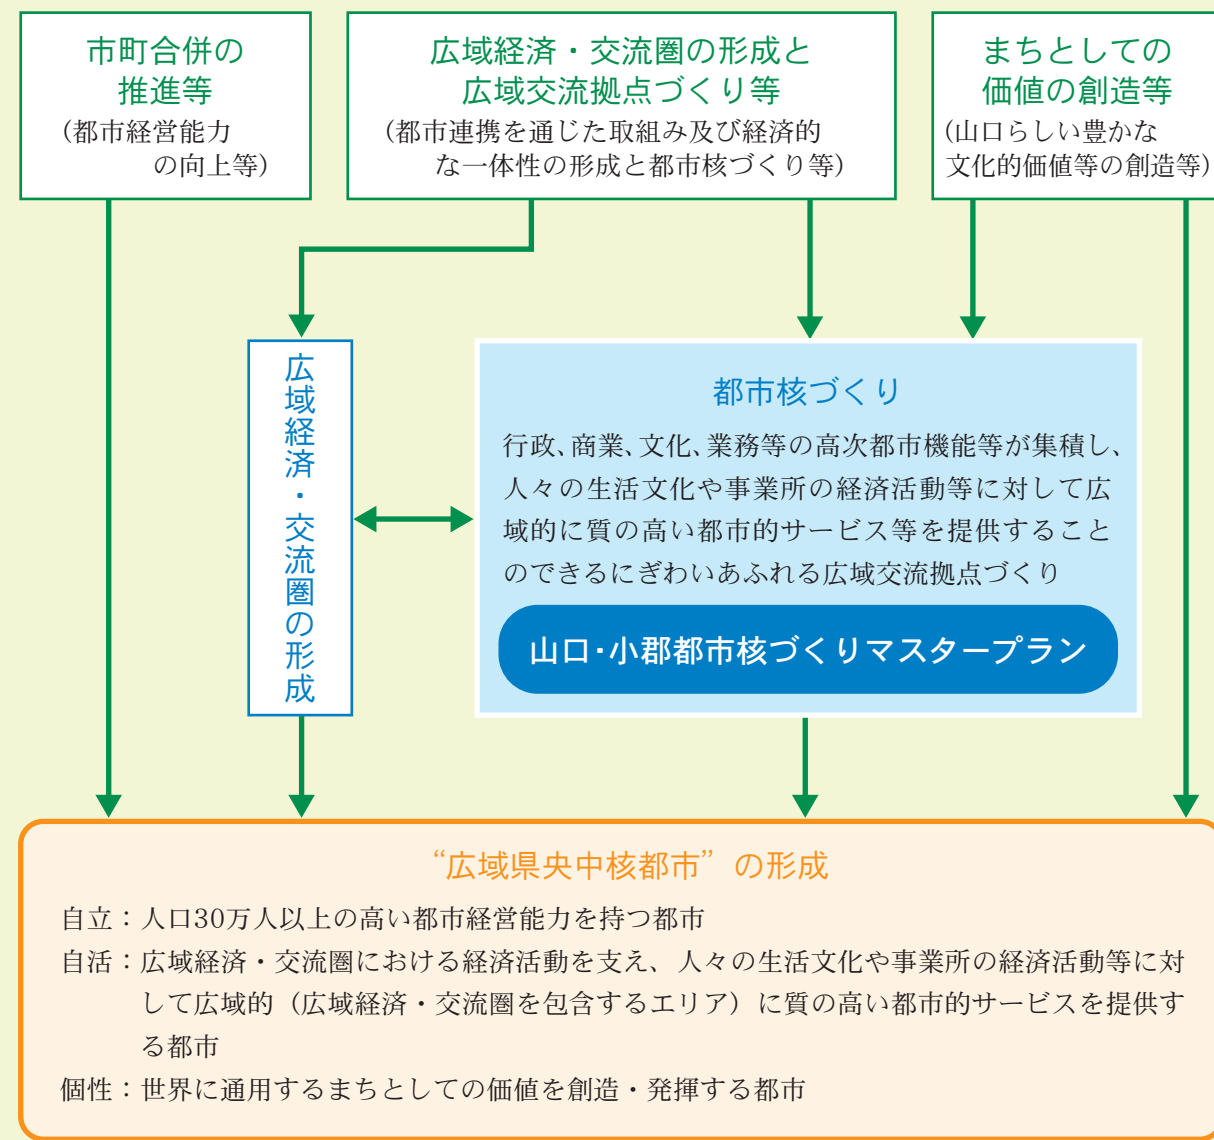 市町合併の
推進等
(都市経営能力
の向上等)
広域経済・交流圏の形成と
広域交流拠点づくり等
(都市連携を通じた取組み及び経済的
な一体性の形成と都市核づくり等)
まちとしての
価値の創造等
(山口らしい豊かな
文化的価値等の創造等)
広域経済・交流圏の形成
都市核づくり
行政、商業、文化、業務等の高次都市機能等が集積し、
人々の生活文化や事業所の経済活動等に対して広
域的に質の高い都市的サービス等を提供すること
のできるにぎわいあふれる広域交流拠点づくり
山口・小郡都市核づくりマスタープラン
“広域県央中核都市”の形成
自立：人口30万人以上の高い都市経営能力を持つ都市
自活：広域経済・交流圏における経済活動を支え、人々の生活文化や事業所の経済活動等に対
して広域的（広域経済・交流圏を包含するエリア）に質の高い都市的サービスを提供す
る都市
個性：世界に通用するまちとしての価値を創造・発揮する都市